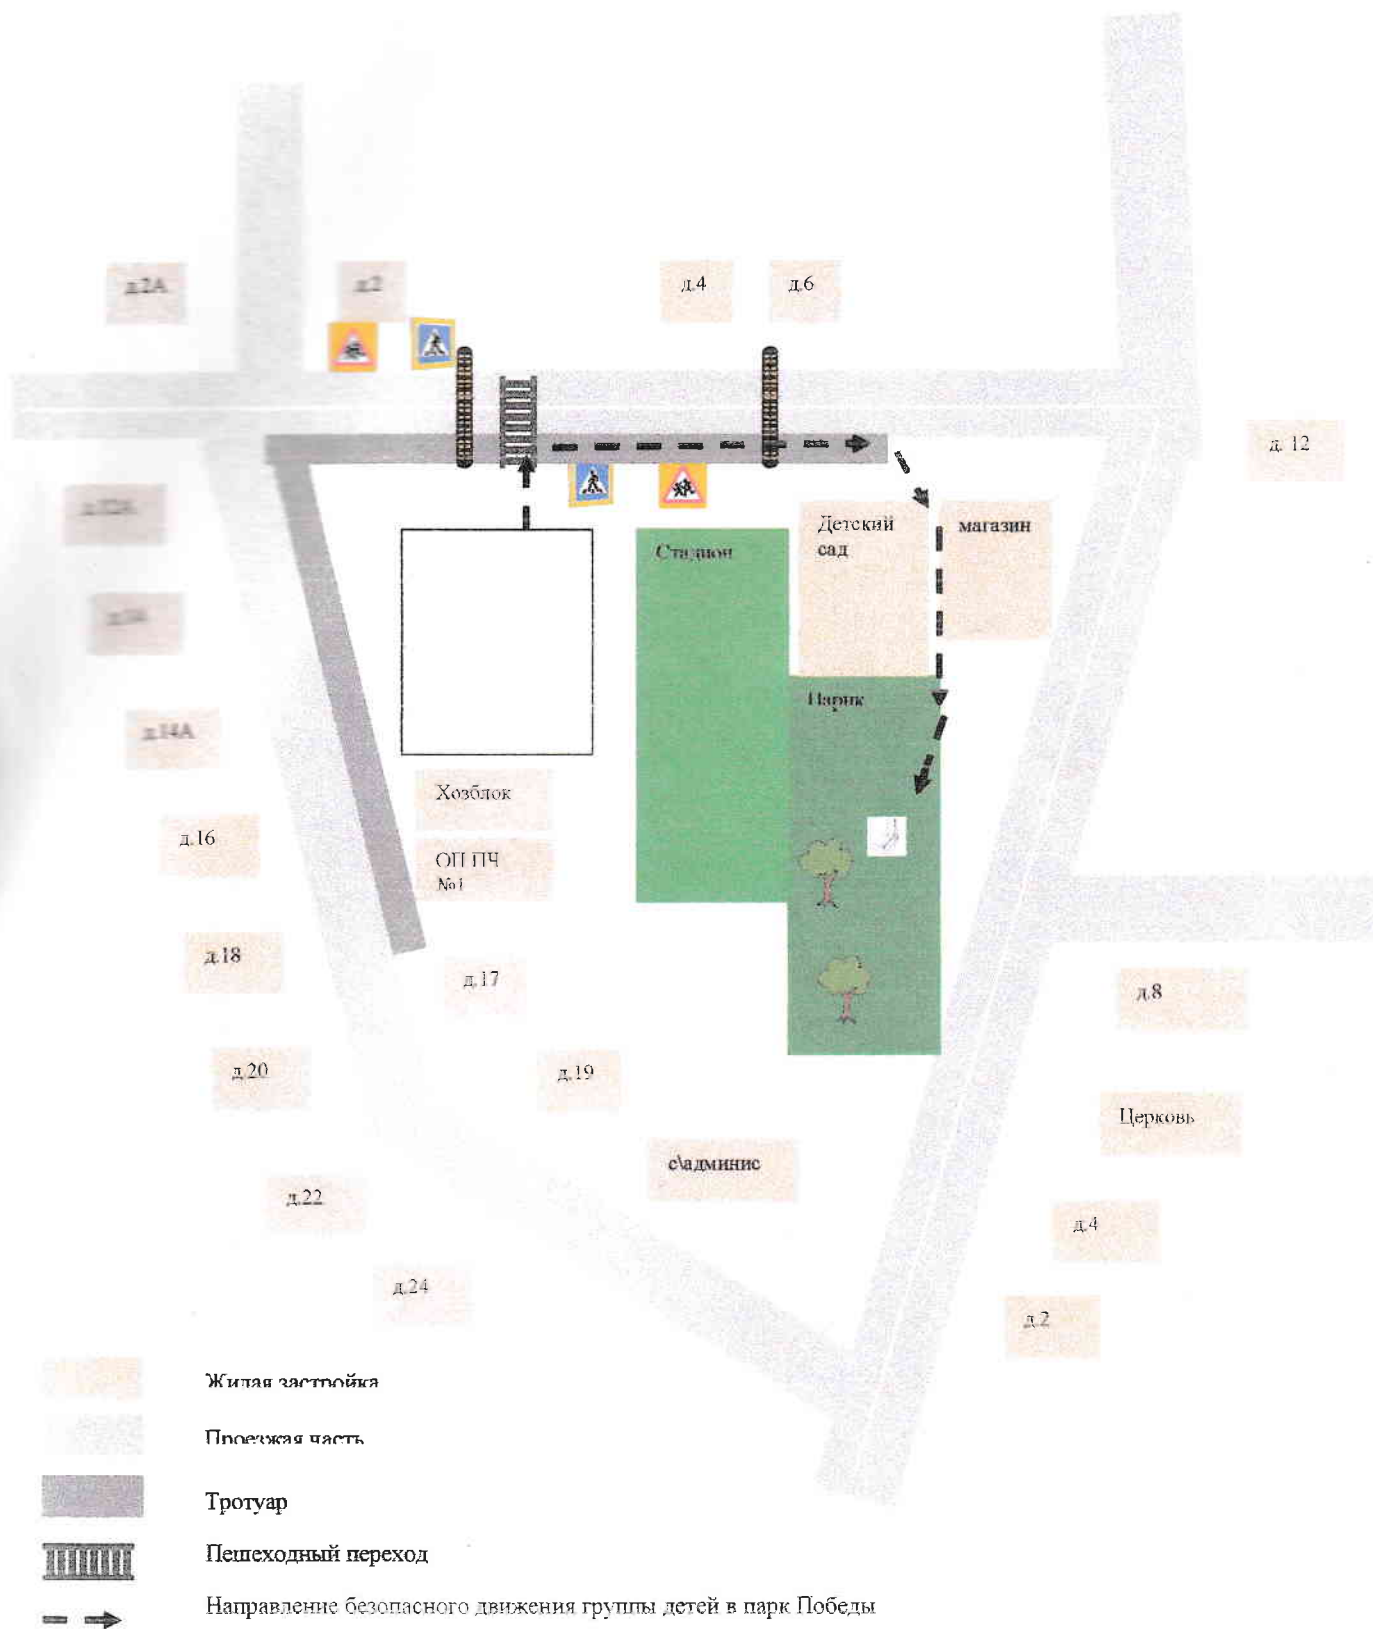 д.2А
д.2
д.4
д.6
д. 12
Детский
сад
магазин
Стадион
Парик
д.14А
Хозблок
д.16
ОП ПЧ
№1
д.18
д.17
д.8
д.20
д.19
Церковь
с\админис
д.22
д.4
д.24
д.2
Жилая застройка
Проезжая часть
Тротуар
Пешеходный переход
Направление безопасного движения группы детей в парк Победы